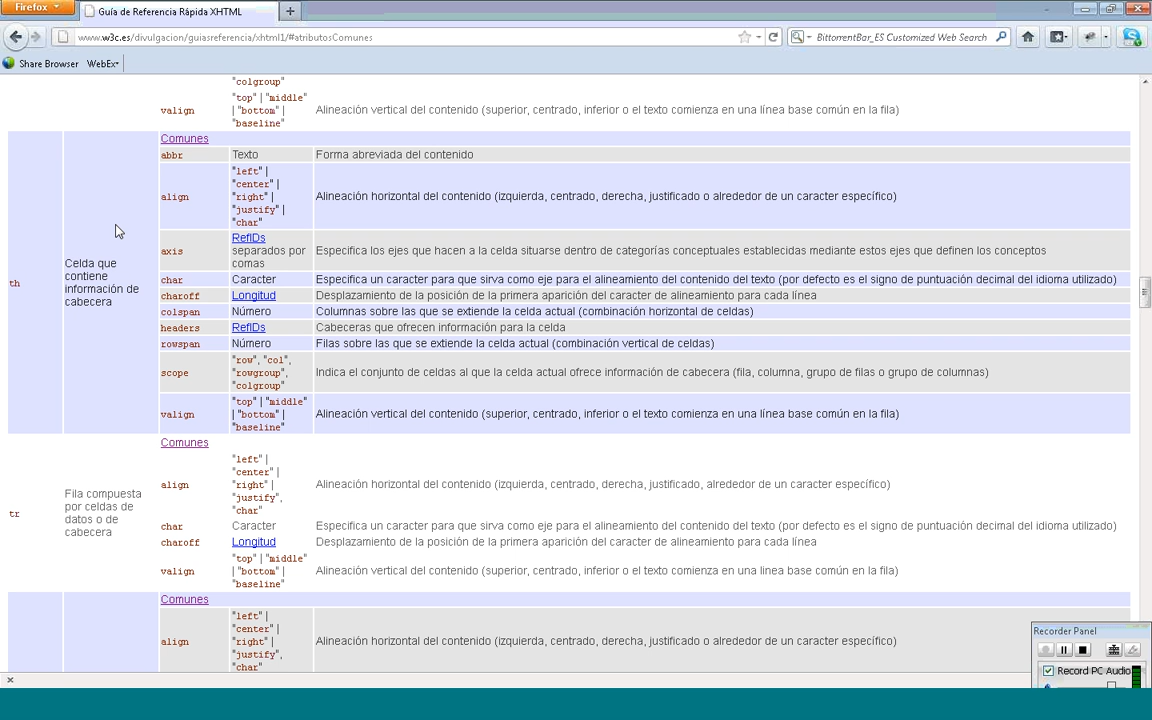 Firefox
Guía de Referencia Rápida XHTML
www.w3c.es/divulgacion/guiasreferencia/xhtml1/#atributosComunes
BittorrentBar_ES Customized Web Search
Share Browser WebEx
"colgroup"
valign
"top" | "middle"
| "bottom" |
"baseline"
Alineación vertical del contenido (superior, centrado, inferior o el texto comienza en una línea base común en la fila)
th
Celda que
contiene
información de
cabecera
Comunes
abbr Texto Forma abreviada del contenido
align
"left" |
"center" |
"right" |
"justify" |
"char"
Alineación horizontal del contenido (izquierda, centrado, derecha, justificado o alrededor de un caracter específico)
axis
RefIDs
separados por
comas
Especifica los ejes que hacen a la celda situarse dentro de categorías conceptuales establecidas mediante estos ejes que definen los conceptos
char Caracter Especifica un caracter para que sirva como eje para el alineamiento del contenido del texto (por defecto es el signo de puntuación decimal del idioma utilizado)
charoff Longitud Desplazamiento de la posición de la primera aparición del caracter de alineamiento para cada línea
colspan Número Columnas sobre las que se extiende la celda actual (combinación horizontal de celdas)
headers RefIDs Cabeceras que ofrecen información para la celda
rowspan Número Filas sobre las que se extiende la celda actual (combinación vertical de celdas)
scope
"row", "col",
"rowgroup",
"colgroup"
Indica el conjunto de celdas al que la celda actual ofrece información de cabecera (fila, columna, grupo de filas o grupo de columnas)
valign
"top" | "middle"
| "bottom" |
"baseline"
Alineación vertical del contenido (superior, centrado, inferior o el texto comienza en una línea base común en la fila)
tr
Fila compuesta
por celdas de
datos o de
cabecera
Comunes
align
"left" |
"center" |
"right" |
"justify",
"char"
Alineación horizontal del contenido (izquierda, centrado, derecha, justificado, alrededor de un caracter específico)
char Caracter Especifica un caracter para que sirva como eje para el alineamiento del contenido del texto (por defecto es el signo de puntuación decimal del idioma utilizado)
charoff Longitud Desplazamiento de la posición de la primera aparición del caracter de alineamiento para cada línea
valign
"top" | "middle"
| "bottom" |
"baseline"
Alineación vertical del contenido (superior, centrado, inferior o el texto comienza en una linea base común en la fila)
Comunes
align
"left" |
"center" |
"right" |
"justify",
"char"
Alineación horizontal del contenido (izquierda, centrado, derecha, justificado o alrededor de un caracter específico)
Recorder Panel
Record PC Audio